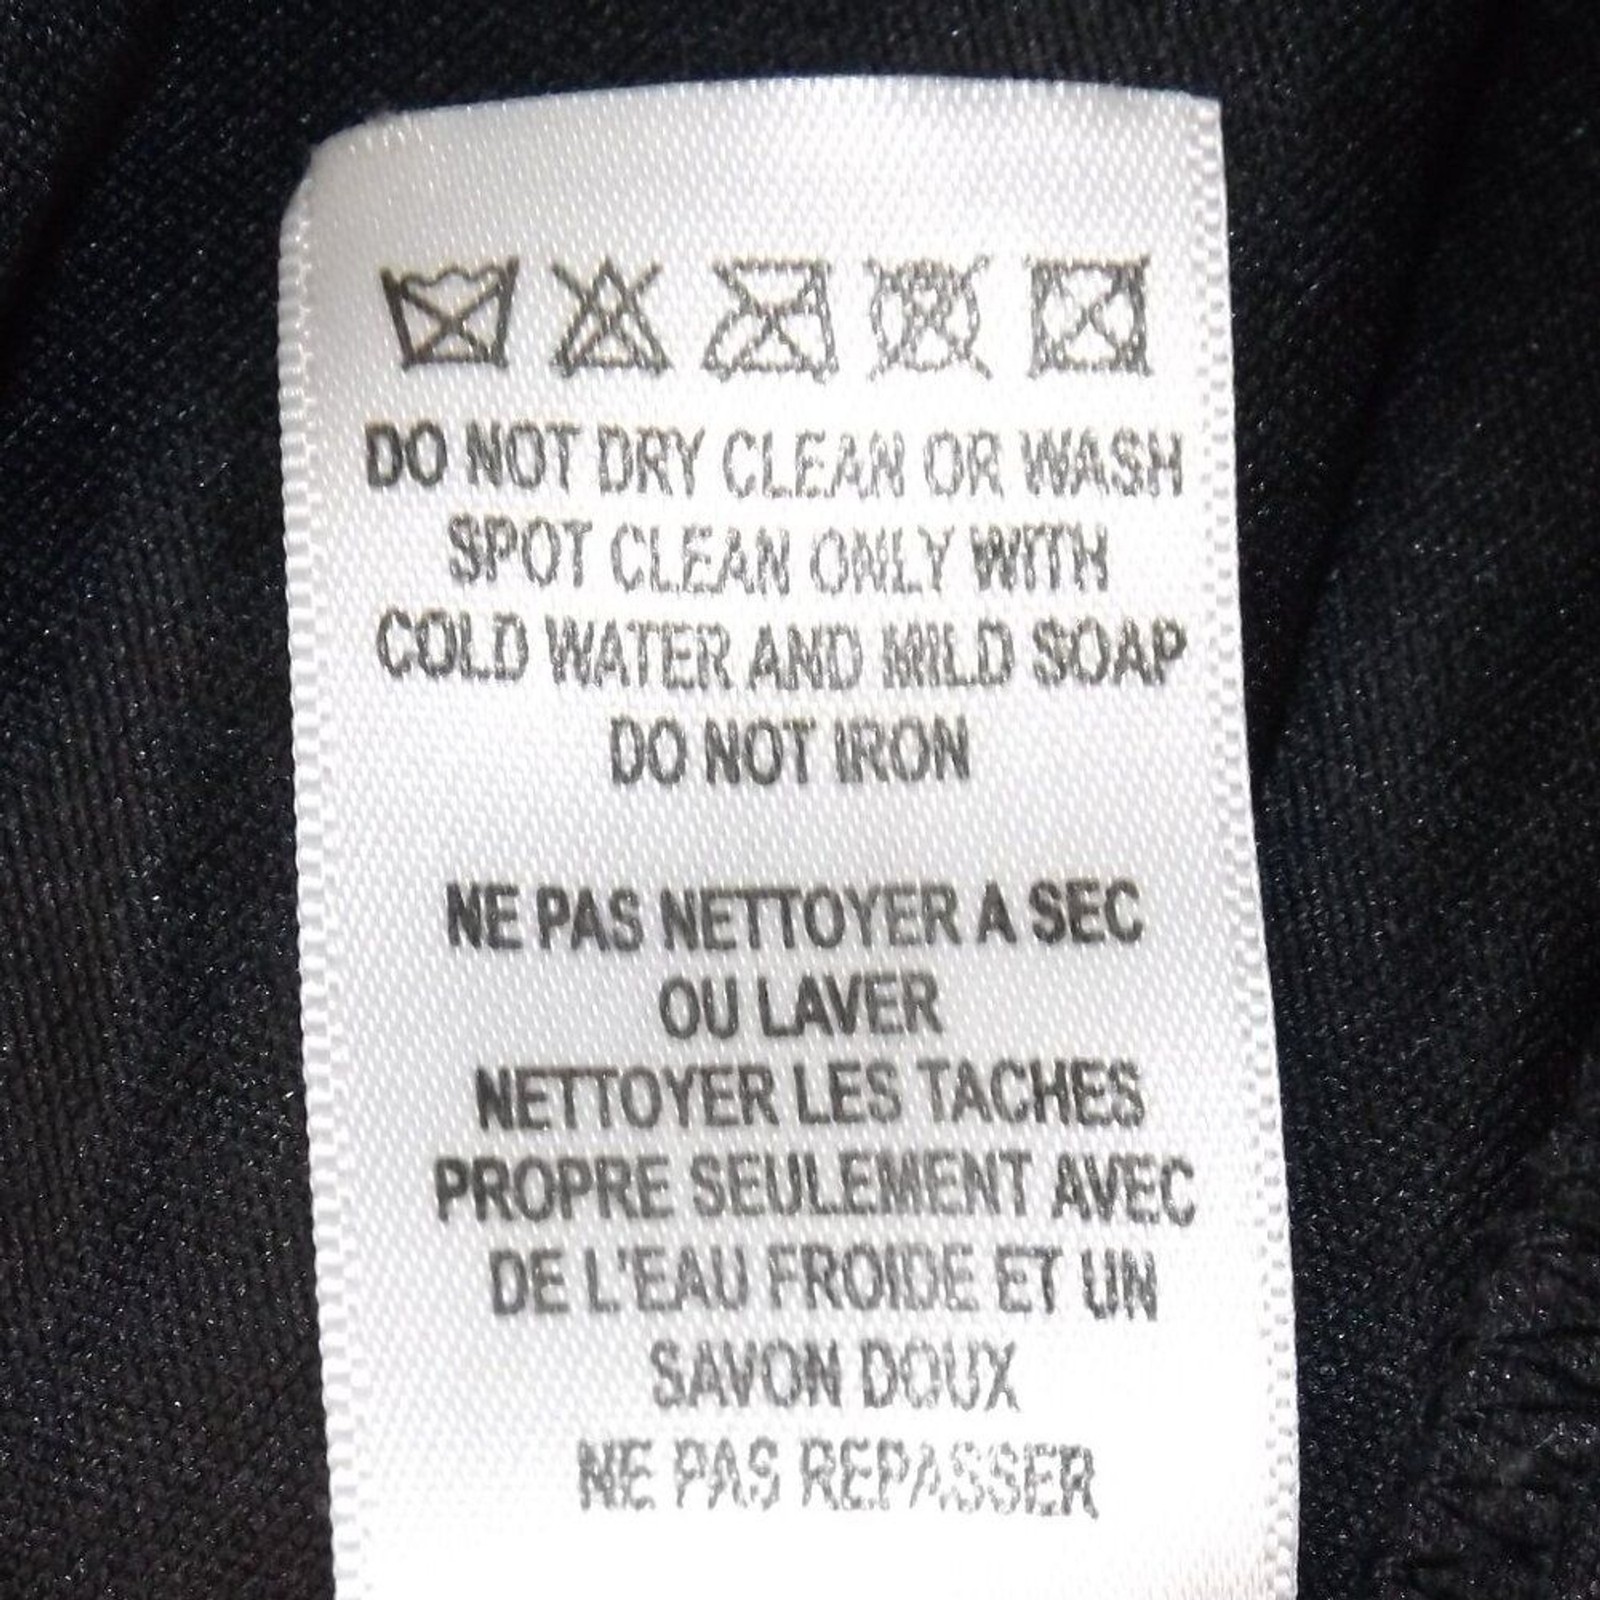 DO NOT DRY CLEAN OR WASH
SPOT CLEAN ONLY WITH
COLD WATER AND MILD SOAP
DO NOT IRON
NE PAS NETTOYER A SEC
OU LAVER
NETTOYER LES TACHES
PROPRE SEULEMENT AVEC
DE L'EAU FROIDE ET UN
SAVON DOUX
NE PAS REPASSER